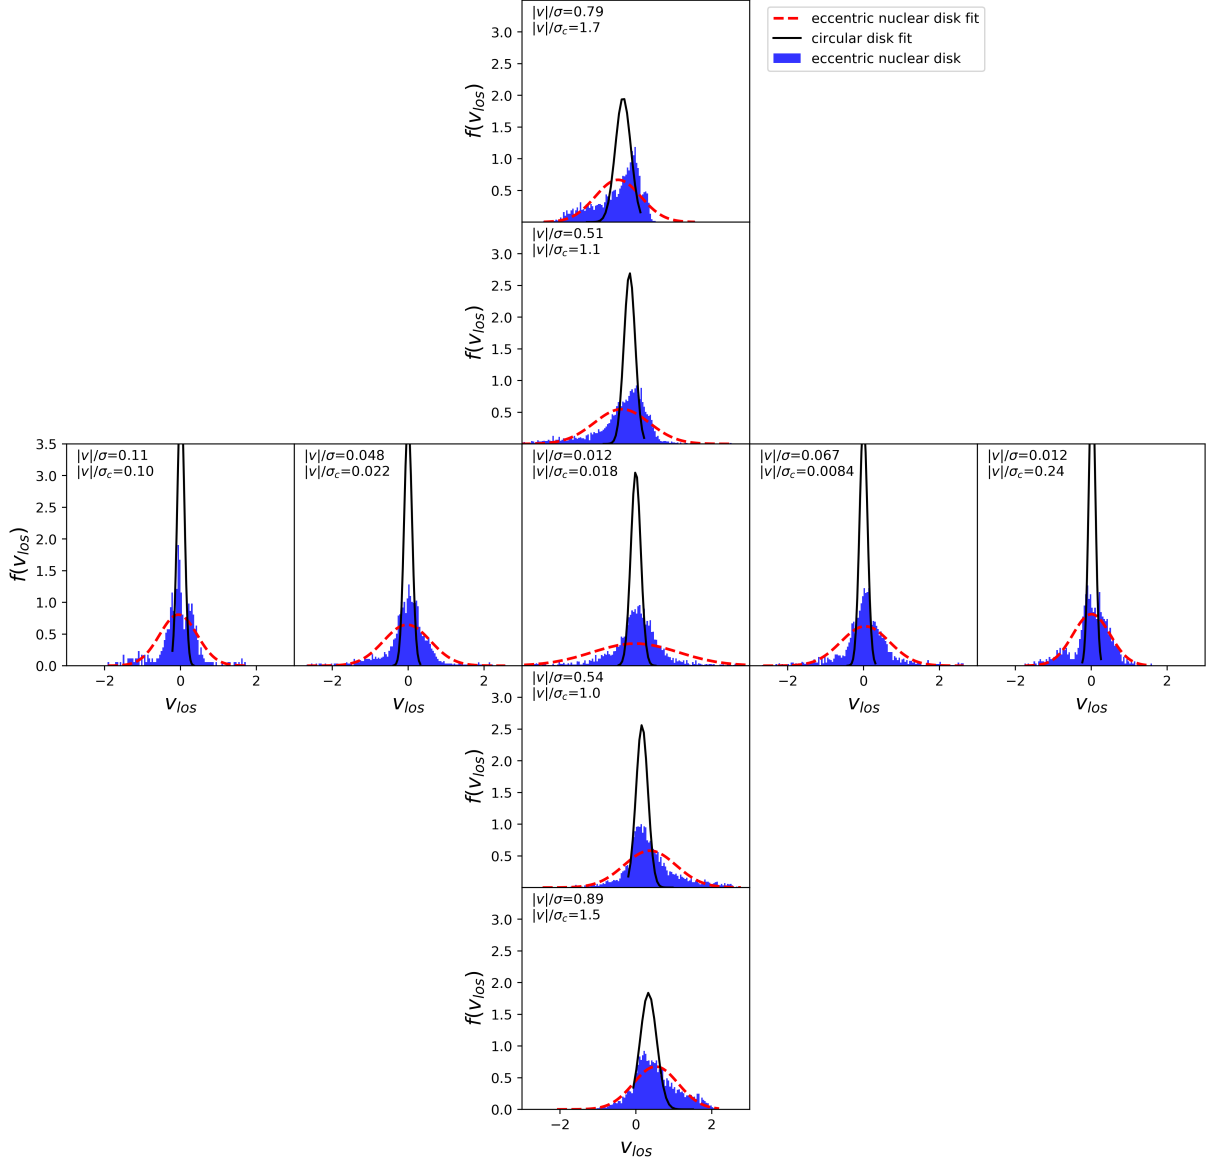 |v|/σ=0.79
|v|/σc=1.7
3.0
2.5
2.0
1.5
1.0
0.5
f(vlos)
eccentric nuclear disk fit
circular disk fit
eccentric nuclear disk
|v|/σ=0.51
|v|/σc=1.1
3.0
2.5
2.0
1.5
1.0
0.5
f(vlos)
|v|/σ=0.11
|v|/σc=0.10
3.5
3.0
2.5
2.0
1.5
1.0
0.5
0.0
f(vlos)
−2 0 2
vlos
|v|/σ=0.048
|v|/σc=0.022
−2 0 2
vlos
|v|/σ=0.012
|v|/σc=0.018
|v|/σ=0.067
|v|/σc=0.0084
−2 0 2
vlos
|v|/σ=0.012
|v|/σc=0.24
−2 0 2
vlos
|v|/σ=0.54
|v|/σc=1.0
3.0
2.5
2.0
1.5
1.0
0.5
f(vlos)
|v|/σ=0.89
|v|/σc=1.5
3.0
2.5
2.0
1.5
1.0
0.5
0.0
f(vlos)
−2 0 2
vlos